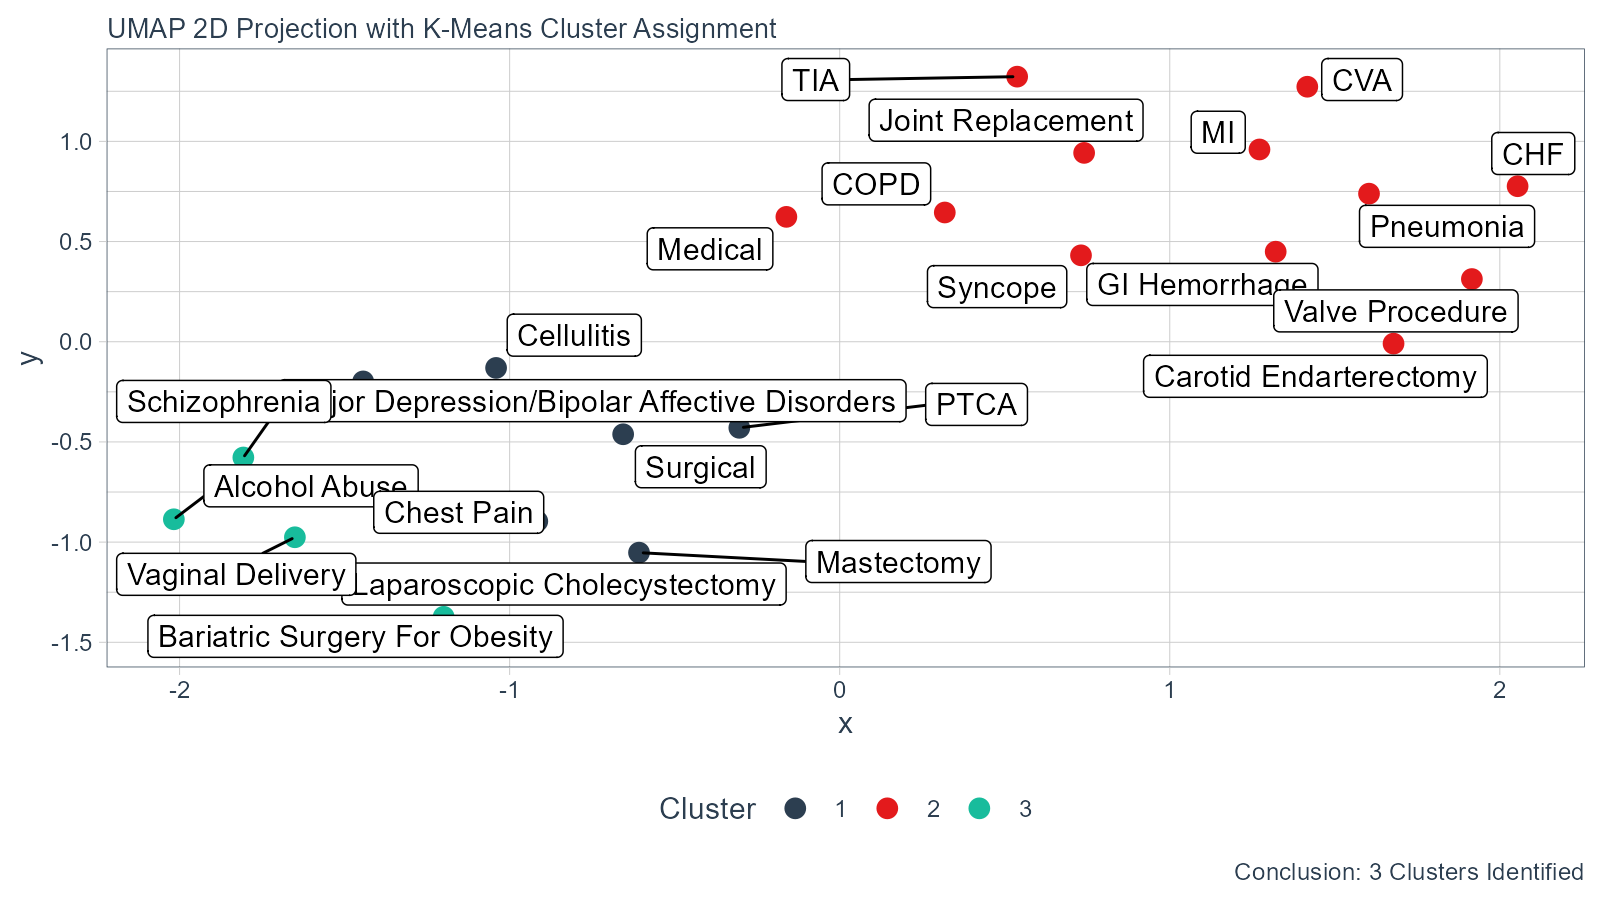 UMAP 2D Projection with K-Means Cluster Assignment
TIA
CVA
Joint Replacement
MI
CHF
COPD
Pneumonia
Medical
Syncope
GI Hemorrhage
Valve Procedure
Cellulitis
Carotid Endarterectomy
Schizophrenia
jor Depression/Bipolar Affective Disorders
PTCA
Surgical
Alcohol Abuse
Chest Pain
Mastectomy
Vaginal Delivery
Laparoscopic Cholecystectomy
Bariatric Surgery For Obesity
1.0
0.5
0.0
-0.5
-1.0
-1.5
y
-2 -1 0 1 2
x
Cluster 1 2 3
Conclusion: 3 Clusters Identified